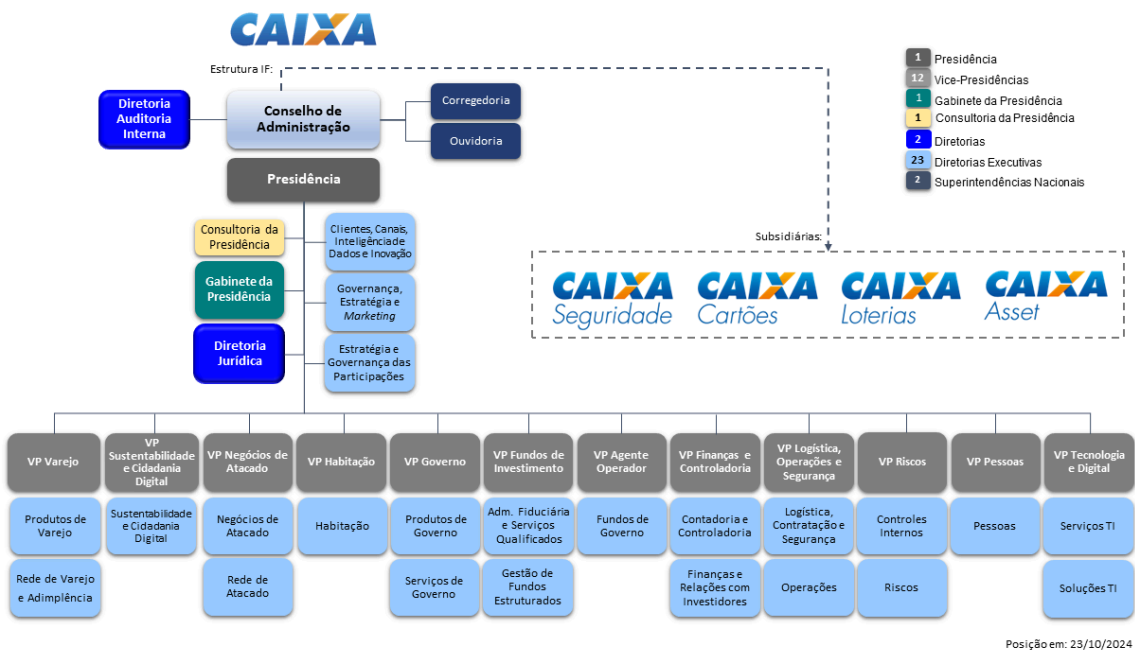 CAIXA
Estrutura IF:
Diretoria
Auditoria
Interna
Conselho de
Administração
Corregedoria
Ouvidoria
Presidência
1 Presidência
12 Vice-Presidências
1 Gabinete da Presidência
1 Consultoria da Presidência
2 Diretorias
23 Diretorias Executivas
2 Superintendências Nacionais
Consultoria da
Presidência
Clientes, Canais,
Inteligência de
Dados e Inovação
Gabinete da
Presidência
Governança,
Estratégia e
Marketing
Diretoria
Jurídica
Estratégia e
Governança das
Participações
Subsidiárias:
CAIXA
Seguridade
CAIXA
Cartões
CAIXA
Loterias
CAIXA
Asset
VP Varejo
VP
Sustentabilidade
e Cidadania
Digital
VP Negócios de
Atacado
VP Habitação
VP Governo
VP Fundos de
Investimento
VP Agente
Operador
VP Finanças e
Controladoria
VP Logística,
Operações e
Segurança
VP Riscos
VP Pessoas
VP Tecnologia
e Digital
Produtos de
Varejo
Sustentabilidade
e Cidadania
Digital
Negócios de
Atacado
Habitação
Produtos de
Governo
Adm. Fiduciária
e Serviços
Qualificados
Fundos de
Governo
Contadoria e
Controladoria
Logística,
Contratação e
Segurança
Controles
Internos
Pessoas
Serviços TI
Rede de Varejo
e Adimplência
Rede de
Atacado
Serviços de
Governo
Gestão de
Fundos
Estruturados
Finanças e
Relações com
Investidores
Operações
Riscos
Soluções TI
Posição em: 23/10/2024